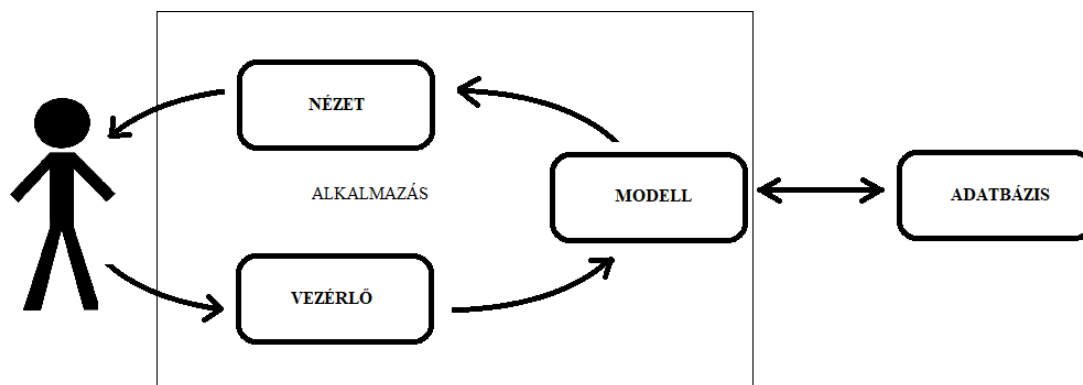 NÉZET
ALKALMAZÁS
MODELL
ADATBÁZIS
VEZÉRLŐ